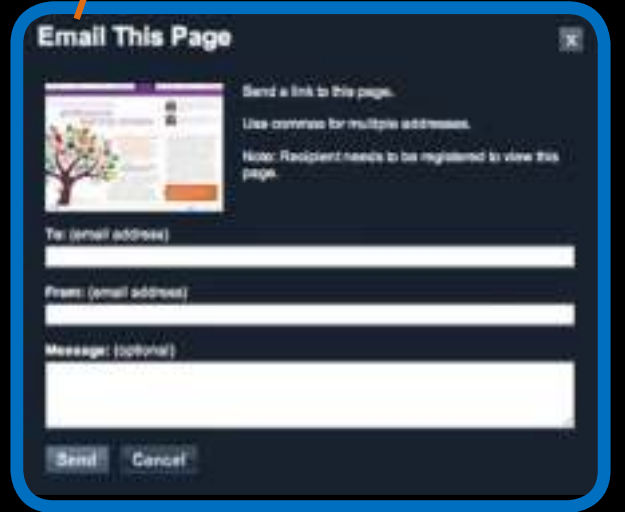 Email This Page
x
Send a link to this page.
Use commas for multiple addresses.
Note: Recipient needs to be registered to view this
page.
To: (email address)
From: (email address)
Message: (optional)
Send Cancel